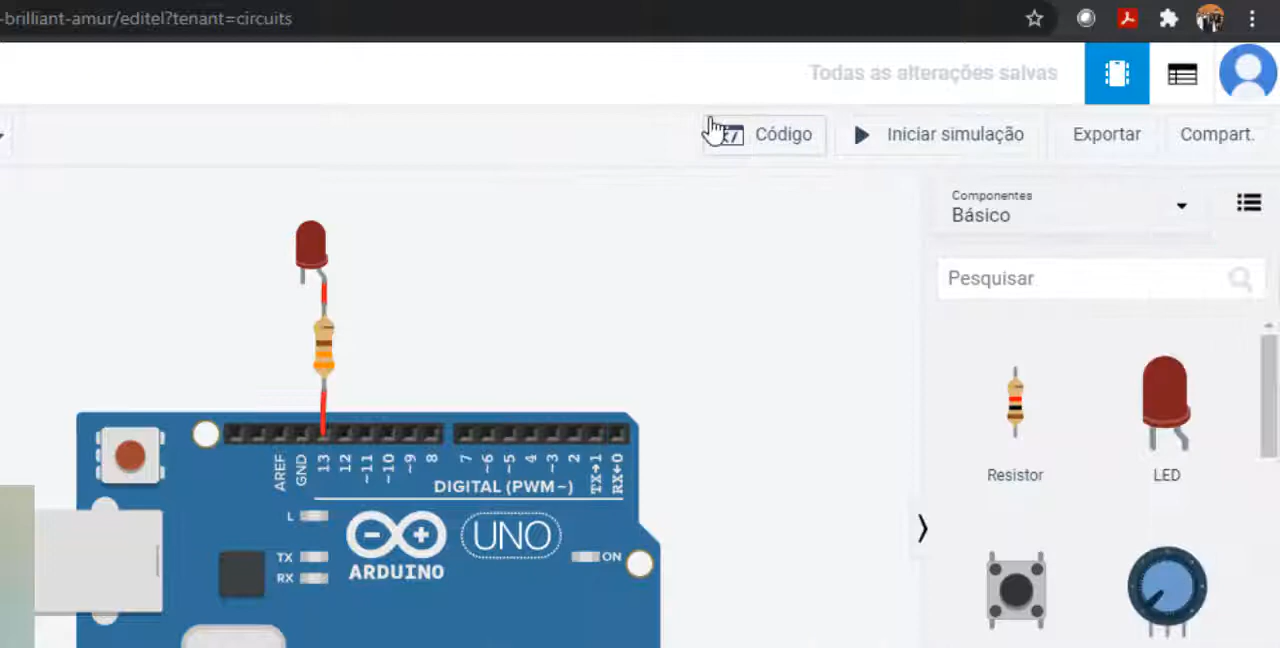 -brilliant-amur/editel?tenant=circuits
Todas as alterações salvas
Código
Iniciar simulação
Exportar
Compart.
Componentes
Básico
Pesquisar
Resistor
LED
AREF
GND
13
12
~11
~10
~9
8
7
~6
~5
4
~3
2
TX→1
RX←0
DIGITAL (PWM~)
L
TX
RX
UNO
ON
ARDUINO